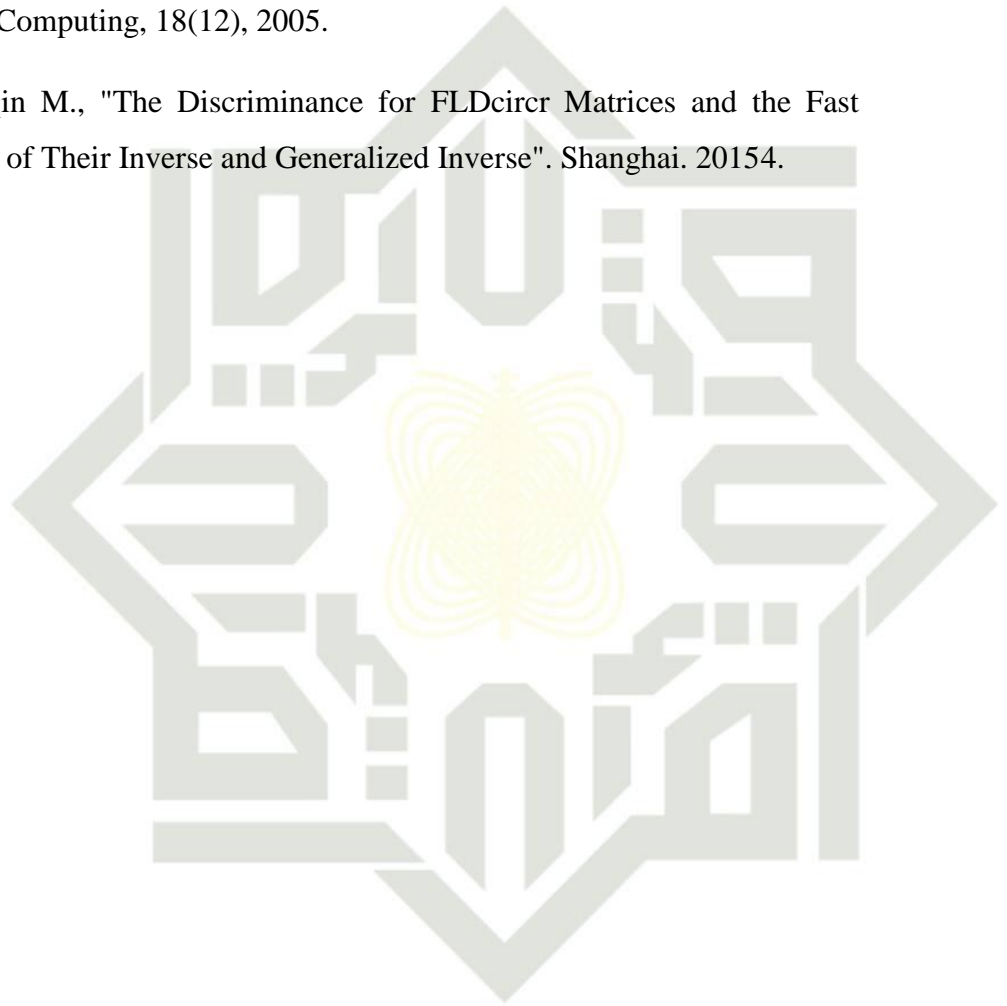 Computing, 18(12), 2005.
in M., "The Discriminance for FLDcircr Matrices and the Fast
of Their Inverse and Generalized Inverse". Shanghai. 20154.